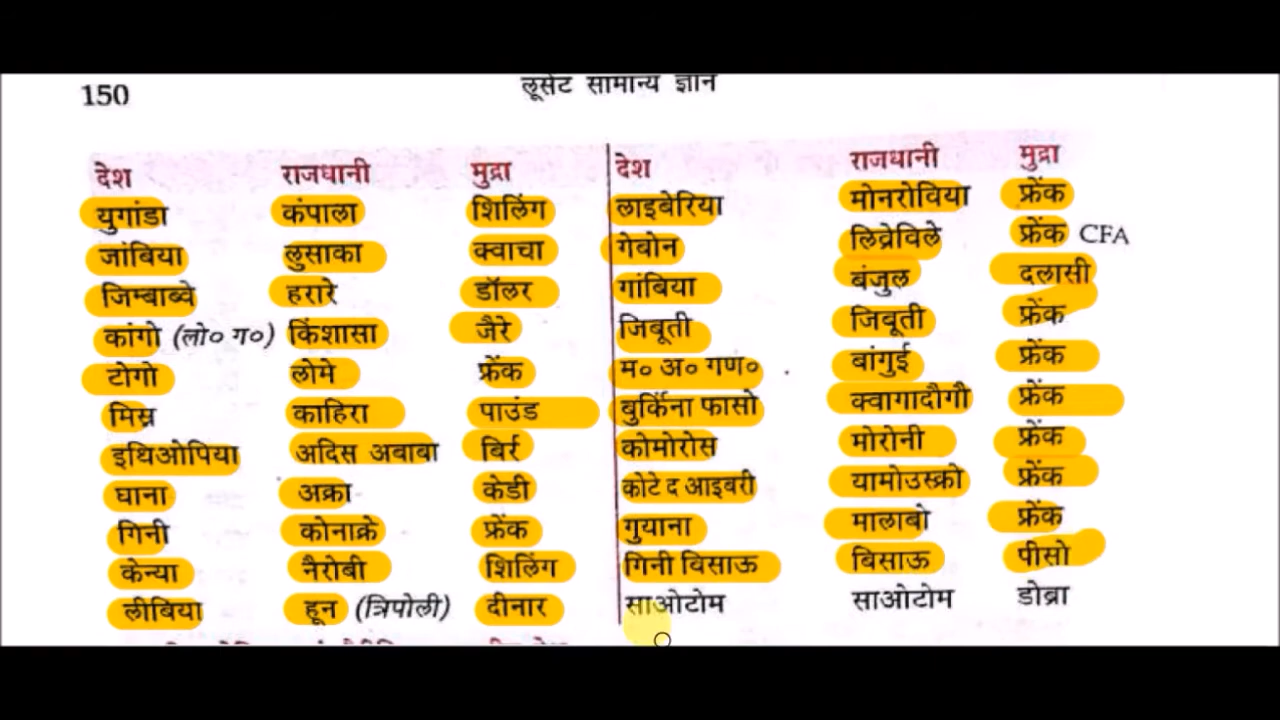 150
लूसेंट सामान्य ज्ञान
देश राजधानी मुद्रा देश राजधानी मुद्रा
युगांडा कंपाला शिलिंग लाइबेरिया मोनरोविया फ्रेंक
जांबिया लुसाका क्वाचा गेबोन लिव्रेविले फ्रेंक CFA
जिम्बाब्वे हरारे डॉलर गांबिया बंजुल दलासी
कांगो (लो० ग०) किंशासा जैरे जिबूती जिबूती फ्रेंक
टोगो लोमे फ्रेंक म० अ० गण० बांगुई फ्रेंक
मिस्र काहिरा पाउंड बुर्किना फासो क्वागादौगी फ्रेंक
इथिओपिया अदिस अबाबा बिर्र कोमोरोस मोरोनी फ्रेंक
घाना अक्रा केडी कोटे द आइबरी यामोउस्क्रो फ्रेंक
गिनी कोनाक्रे फ्रेंक गुयाना मालाबो फ्रेंक
केन्या नैरोबी शिलिंग गिनी विसाऊ बिसाऊ पीसो
लीबिया हून (त्रिपोली) दीनार साओटोम साओटोम डोब्रा